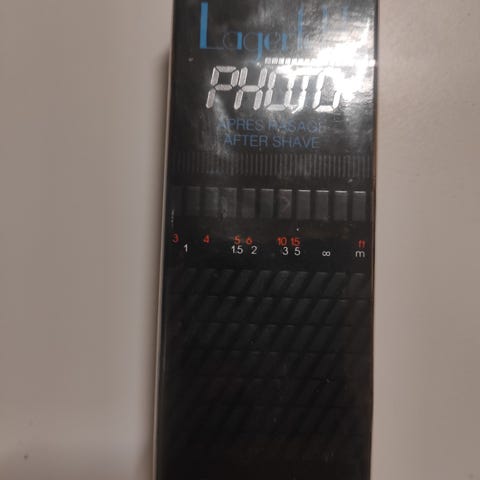 Lagerfeld
PHOTO
APRES RASAGE
AFTER SHAVE
3 4 5 6 10 15 ft
1 1.5 2 3 5 ∞ m